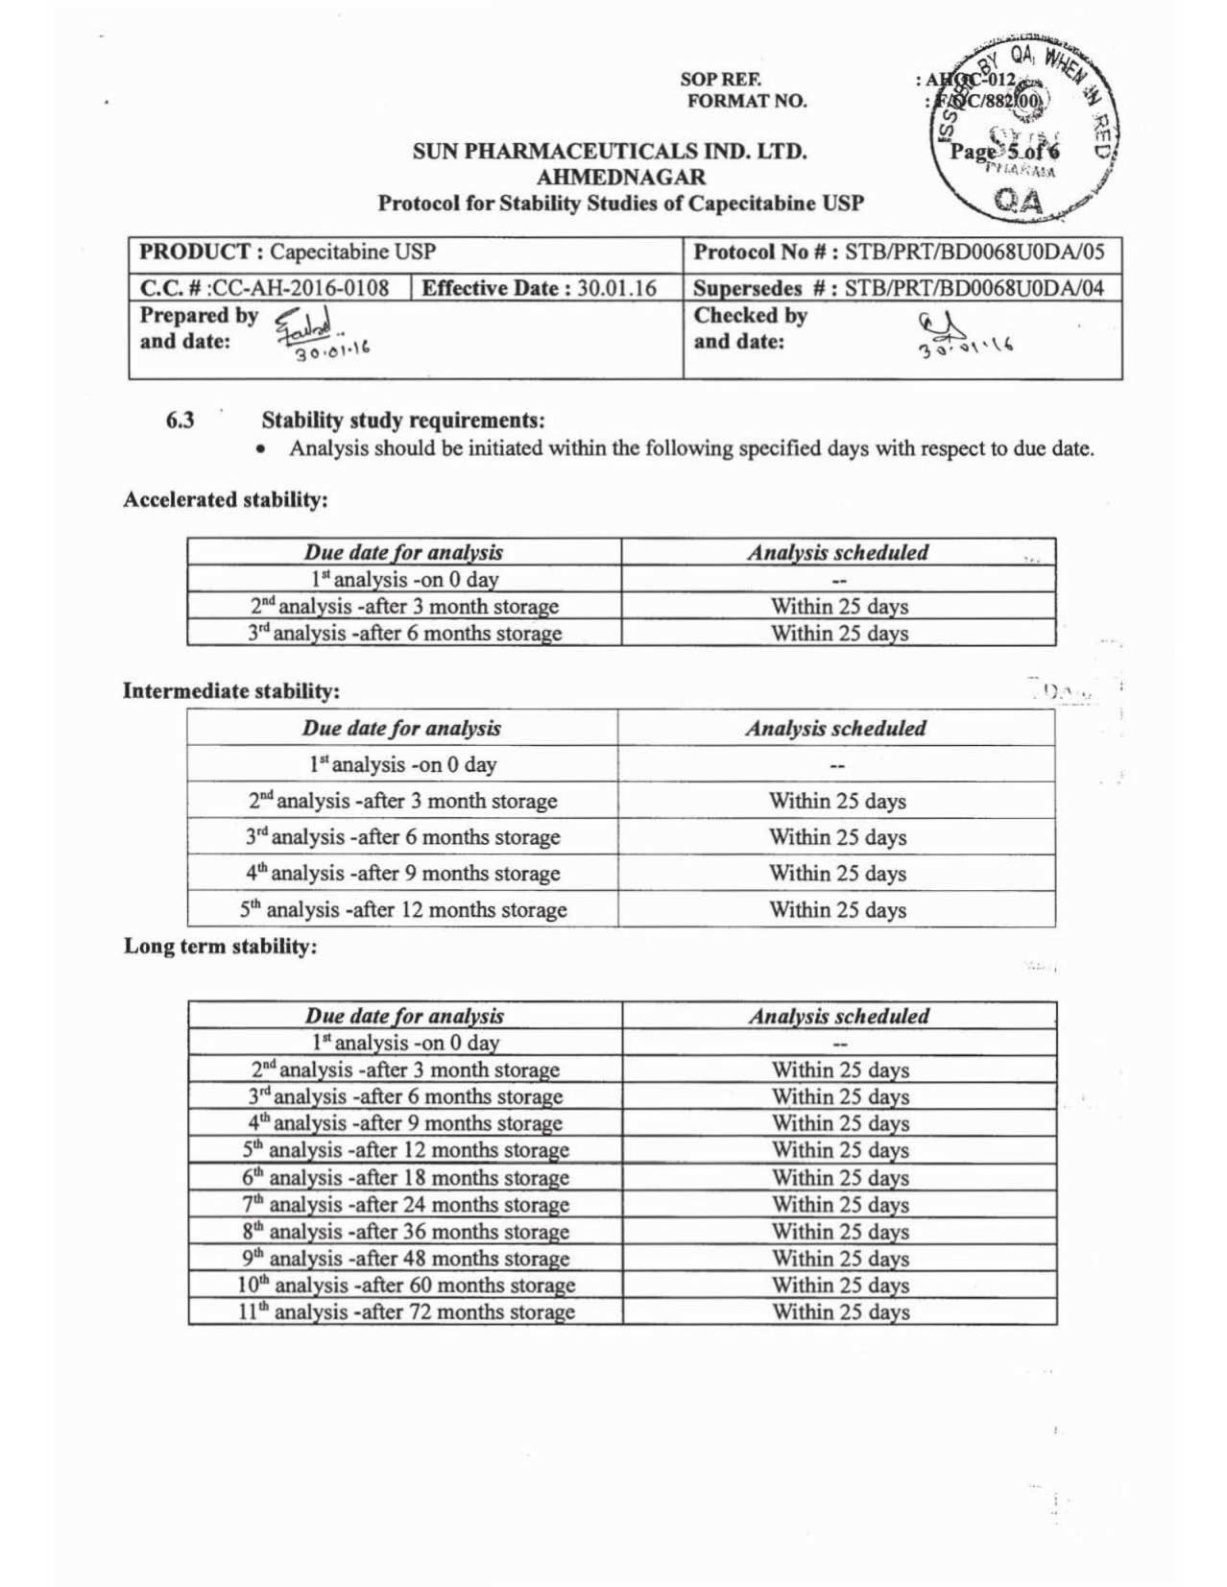 SOP REF. : AHQC-012
FORMAT NO. : F/QC/882/00
ISSUED BY QA, WHEN IN RED
SUN
PHARMA
QA
Page 5 of 6
SUN PHARMACEUTICALS IND. LTD.
AHMEDNAGAR
Protocol for Stability Studies of Capecitabine USP
PRODUCT : Capecitabine USP Protocol No # : STB/PRT/BD0068U0DA/05
C.C. # :CC-AH-2016-0108 Effective Date : 30.01.16 Supersedes # : STB/PRT/BD0068U0DA/04
Prepared by Checked by
and date: 30.01.16 and date: 30.01.16
6.3 Stability study requirements:
• Analysis should be initiated within the following specified days with respect to due date.
Accelerated stability:
Due date for analysis Analysis scheduled
1st analysis -on 0 day --
2nd analysis -after 3 month storage Within 25 days
3rd analysis -after 6 months storage Within 25 days
Intermediate stability:
Due date for analysis Analysis scheduled
1st analysis -on 0 day --
2nd analysis -after 3 month storage Within 25 days
3rd analysis -after 6 months storage Within 25 days
4th analysis -after 9 months storage Within 25 days
5th analysis -after 12 months storage Within 25 days
Long term stability:
Due date for analysis Analysis scheduled
1st analysis -on 0 day --
2nd analysis -after 3 month storage Within 25 days
3rd analysis -after 6 months storage Within 25 days
4th analysis -after 9 months storage Within 25 days
5th analysis -after 12 months storage Within 25 days
6th analysis -after 18 months storage Within 25 days
7th analysis -after 24 months storage Within 25 days
8th analysis -after 36 months storage Within 25 days
9th analysis -after 48 months storage Within 25 days
10th analysis -after 60 months storage Within 25 days
11th analysis -after 72 months storage Within 25 days